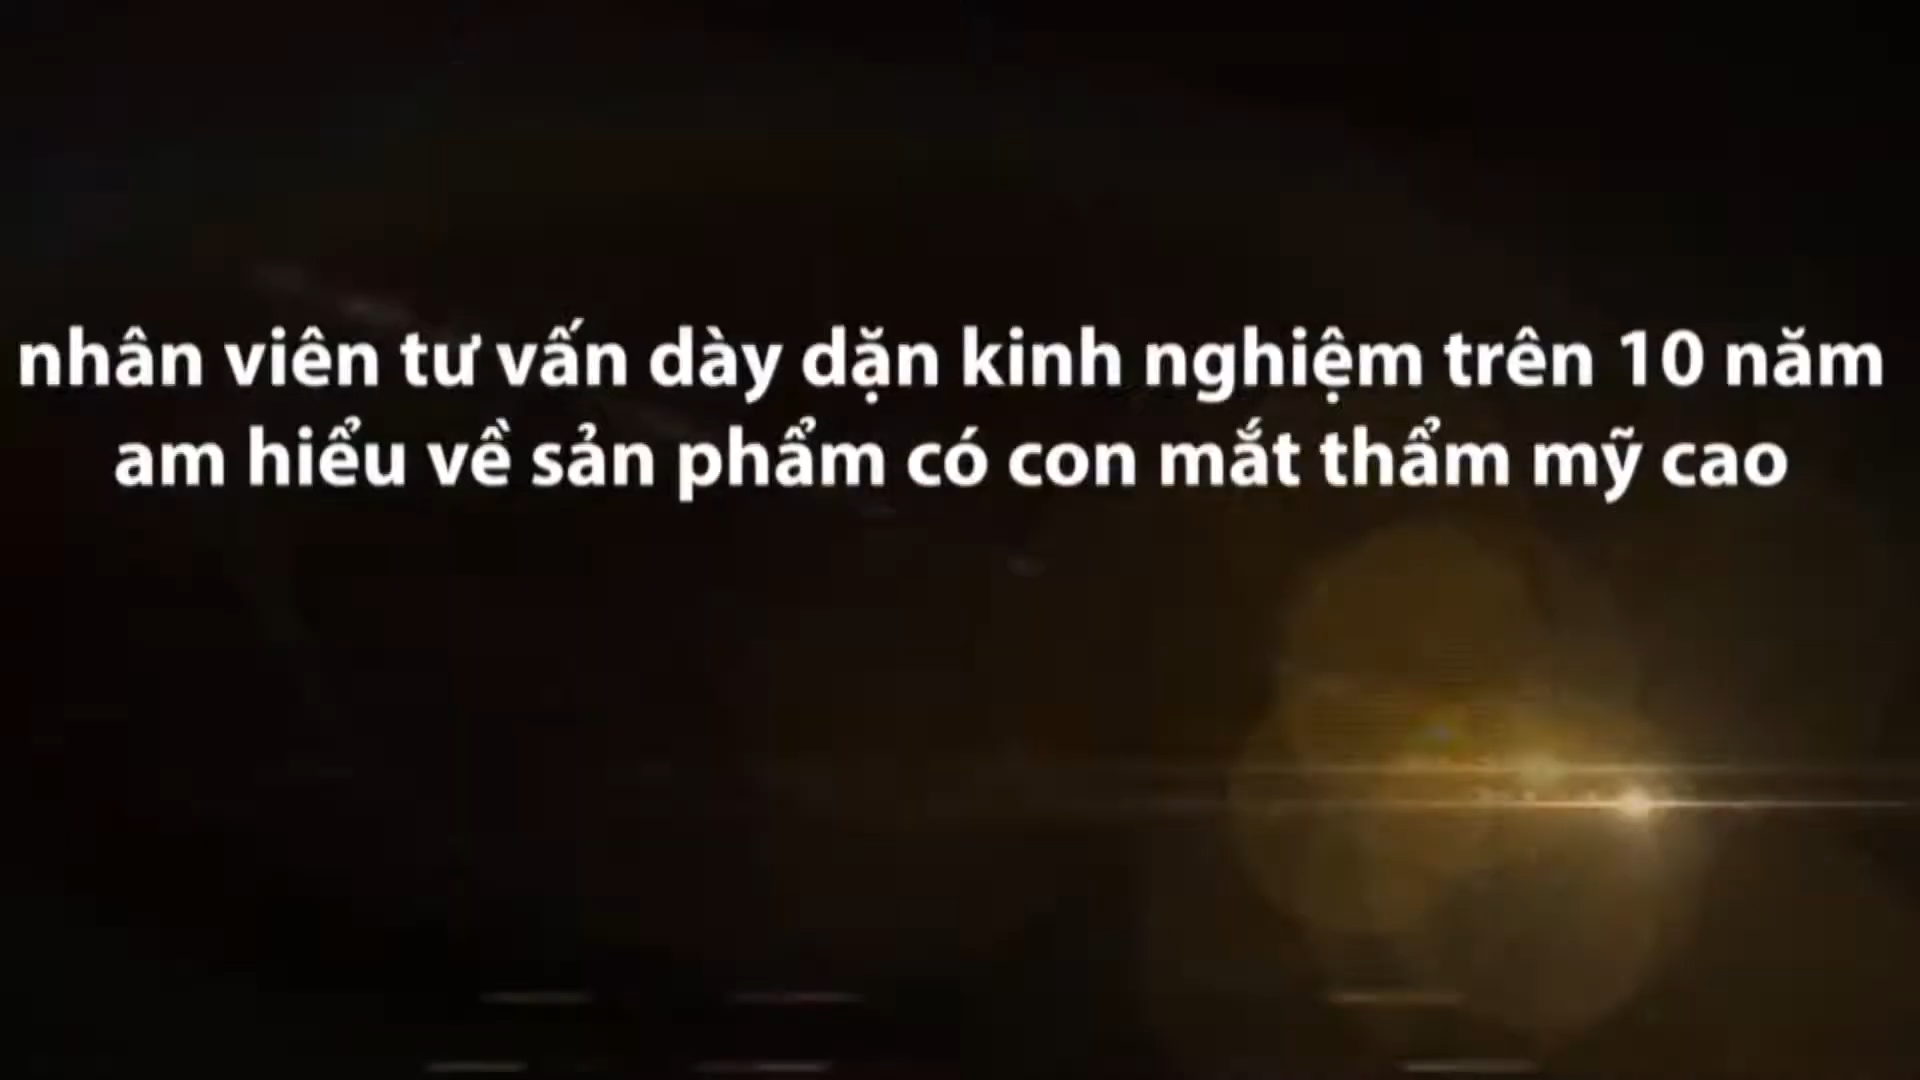 nhân viên tư vấn dày dặn kinh nghiệm trên 10 năm
am hiểu về sản phẩm có con mắt thẩm mỹ cao